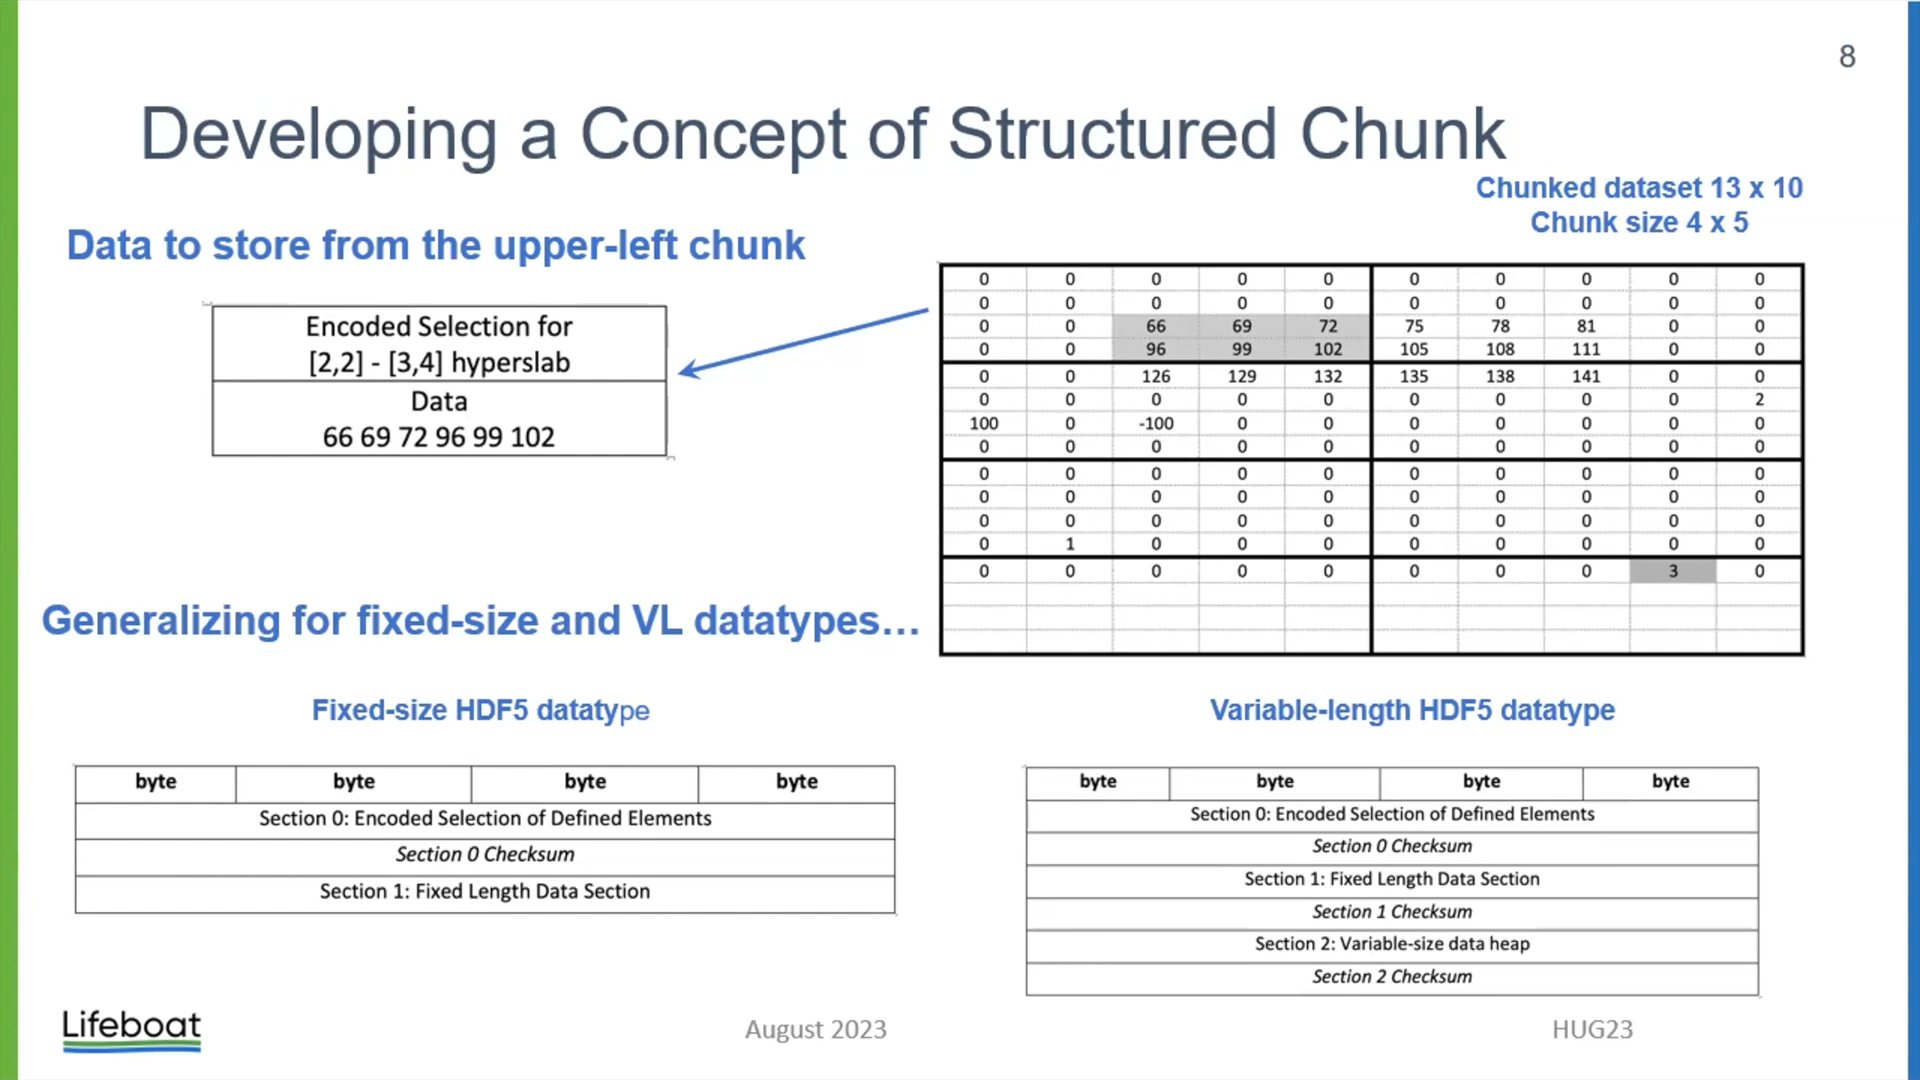 8
Developing a Concept of Structured Chunk
Chunked dataset 13 x 10
Chunk size 4 x 5
Data to store from the upper-left chunk
Encoded Selection for
[2,2] - [3,4] hyperslab
Data
66 69 72 96 99 102
0 0 0 0 0 0 0 0 0 0
0 0 0 0 0 0 0 0 0 0
0 0 66 69 72 75 78 81 0 0
0 0 96 99 102 105 108 111 0 0
0 0 126 129 132 135 138 141 0 0
0 0 0 0 0 0 0 0 0 2
100 0 -100 0 0 0 0 0 0 0
0 0 0 0 0 0 0 0 0 0
0 0 0 0 0 0 0 0 0 0
0 0 0 0 0 0 0 0 0 0
0 0 0 0 0 0 0 0 0 0
0 1 0 0 0 0 0 0 0 0
0 0 0 0 0 0 0 0 3 0
Generalizing for fixed-size and VL datatypes...
Fixed-size HDF5 datatype
byte byte byte byte
Section 0: Encoded Selection of Defined Elements
Section 0 Checksum
Section 1: Fixed Length Data Section
Variable-length HDF5 datatype
byte byte byte byte
Section 0: Encoded Selection of Defined Elements
Section 0 Checksum
Section 1: Fixed Length Data Section
Section 1 Checksum
Section 2: Variable-size data heap
Section 2 Checksum
Lifeboat
August 2023
HUG23